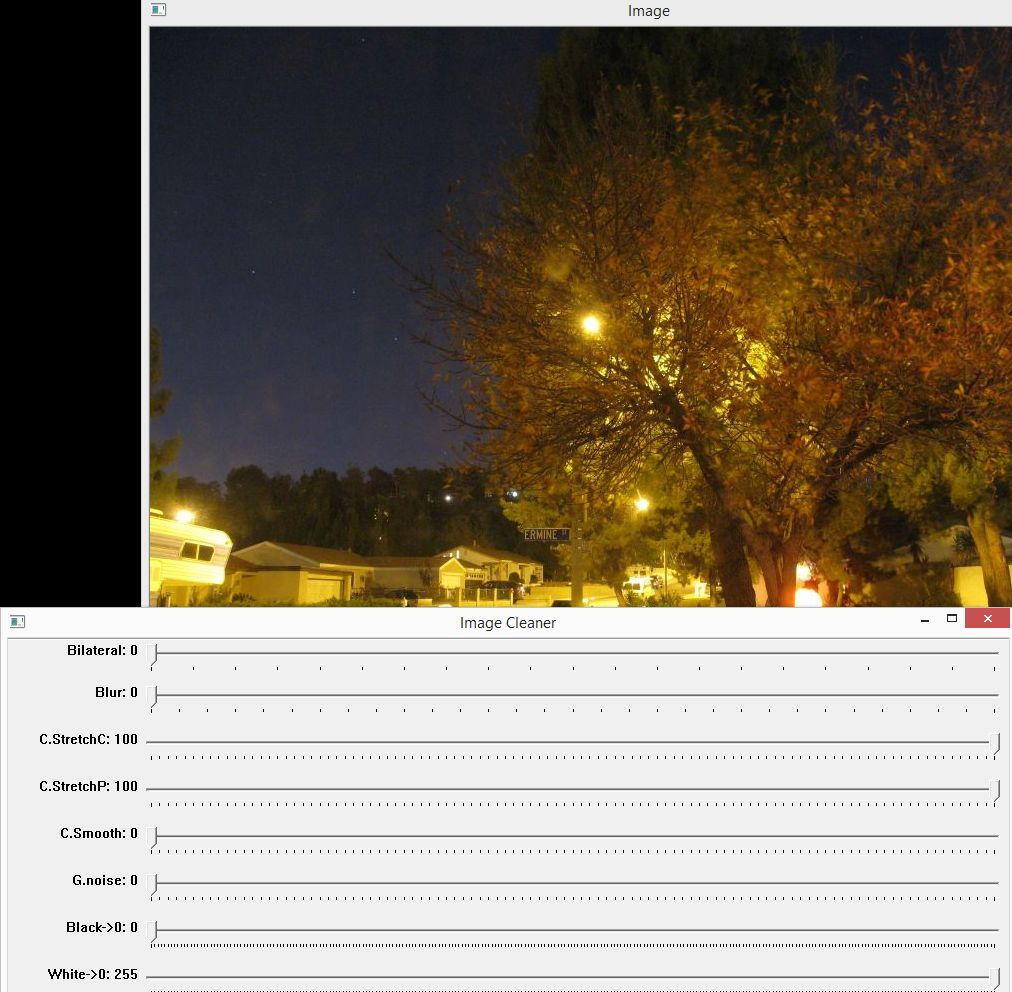 Image
ERMINE
Image Cleaner
Bilateral: 0
Blur: 0
C.StretchC: 100
C.StretchP: 100
C.Smooth: 0
G.noise: 0
Black->0: 0
White->0: 255